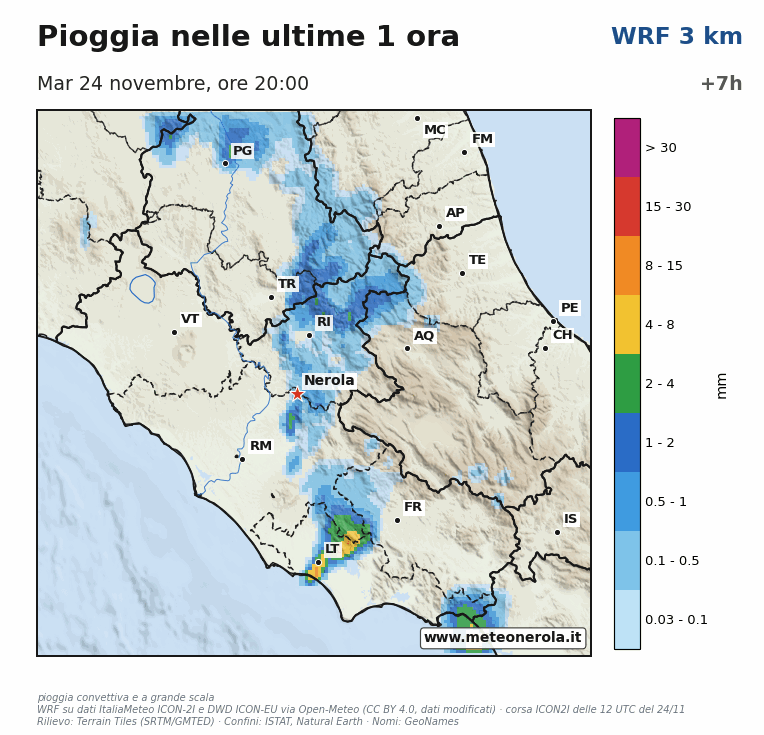 Pioggia nelle ultime 1 ora
WRF 3 km
Mar 24 novembre, ore 20:00
+7h
MC
FM
PG
AP
TE
TR
PE
VT
RI
CH
AQ
Nerola
RM
FR
IS
LT
www.meteonerola.it
> 30
15 - 30
8 - 15
4 - 8
2 - 4
1 - 2
0.5 - 1
0.1 - 0.5
0.03 - 0.1
mm
pioggia convettiva e a grande scala
WRF su dati ItaliaMeteo ICON-2I e DWD ICON-EU via Open-Meteo (CC BY 4.0, dati modificati) · corsa ICON2I delle 12 UTC del 24/11
Rilievo: Terrain Tiles (SRTM/GMTED) · Confini: ISTAT, Natural Earth · Nomi: GeoNames